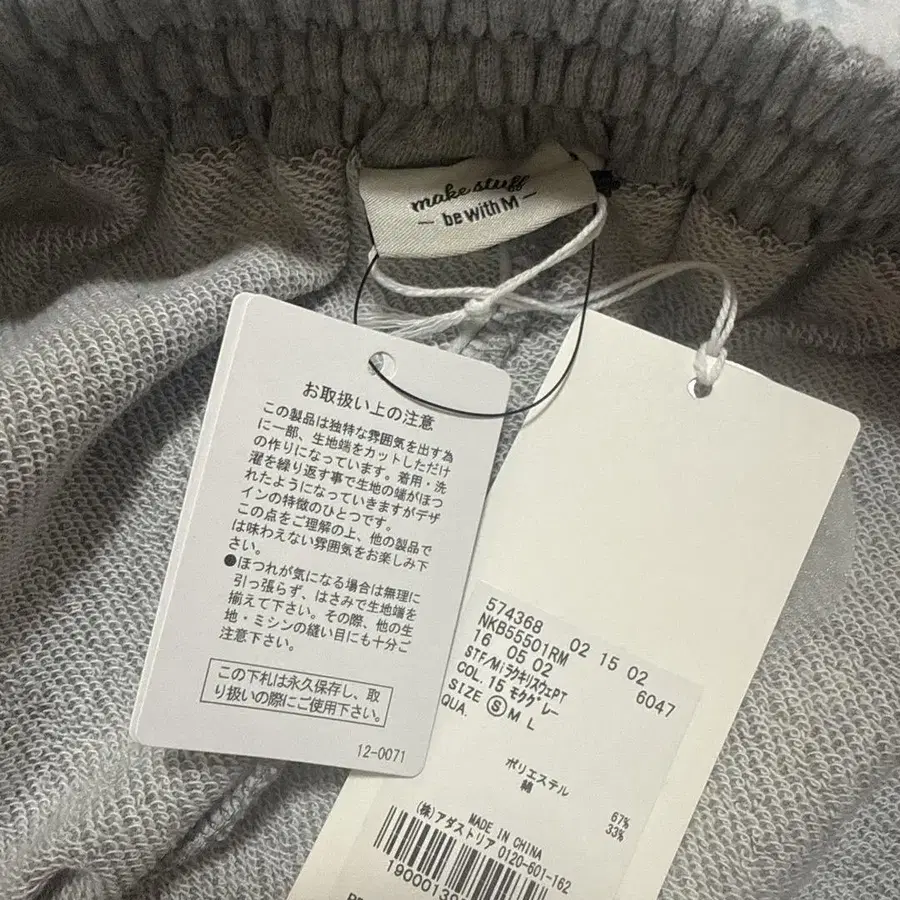 make stuff
— be with M —
お取扱い上の注意
この製品は独特な雰囲気を出す為
に一部、生地端をカットしただけ
の作りになっています。着用・洗
濯を繰り返す事で生地の端がほつ
れたようになっていきますがデザ
インの特徴のひとつです。
この点をご理解の上、他の製品で
は味わえない雰囲気をお楽しみ下
さい。
●ほつれが気になる場合は無理に
引っ張らず、はさみで生地端を
揃えて下さい。その際、他の生
地・ミシンの縫い目にも十分ご
注意下さい。
この下札は永久保存し、取
り扱いの際にご使用下さい。
12-0071
574368 02 15 02
NKB55501RM
16 05 02 6047
STF/MiラクキリスウェPT
COL. 15 モクグレー
SIZE Ⓢ M L
QUA.
ポリエステル 67%
綿 33%
MADE IN CHINA
(株)アダストリア 0120-601-162